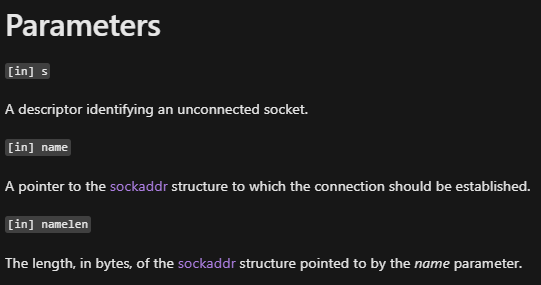 Parameters
[in] s
A descriptor identifying an unconnected socket.
[in] name
A pointer to the sockaddr structure to which the connection should be established.
[in] namelen
The length, in bytes, of the sockaddr structure pointed to by the name parameter.